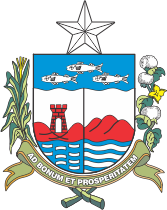 AD BONUM ET PROSPERITATEM